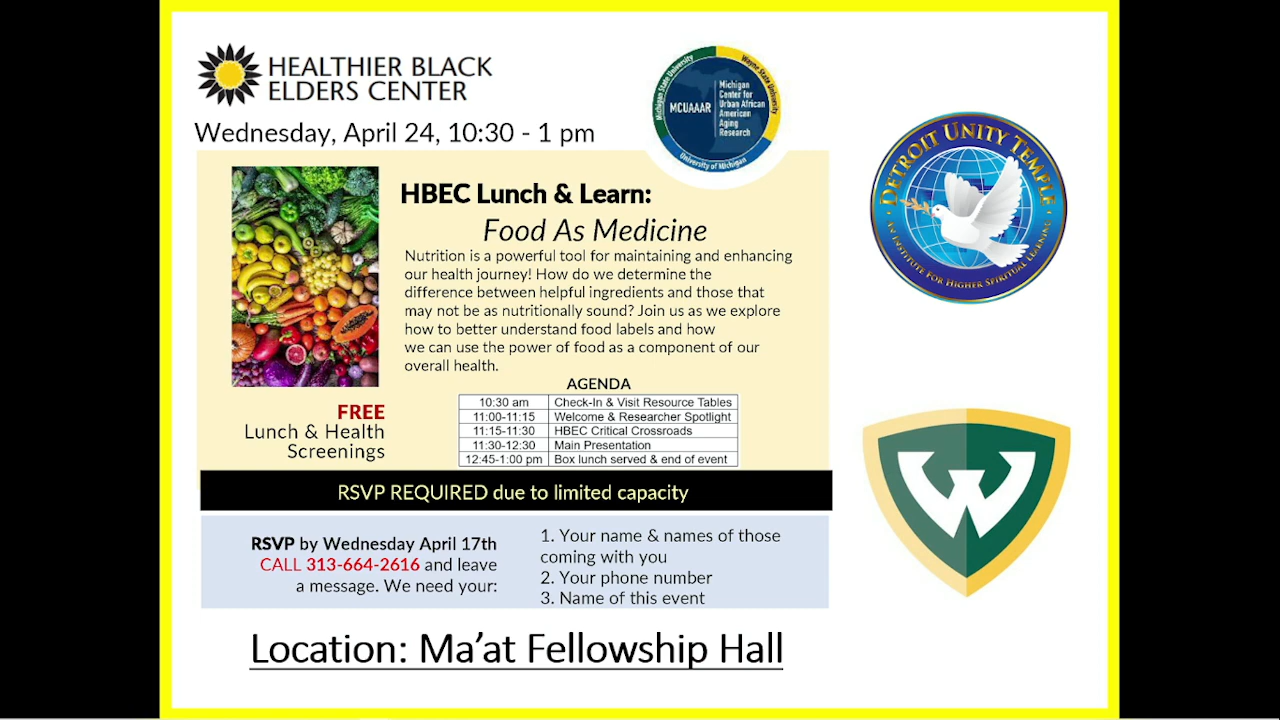 HEALTHIER BLACK
ELDERS CENTER
Wednesday, April 24, 10:30 - 1 pm
Michigan State University
Wayne State University
University of Michigan
MCUAAAR
Michigan
Center for
Urban African
American
Aging
Research
DETROIT UNITY TEMPLE
AN INSTITUTE FOR HIGHER SPIRITUAL LEARNING
HBEC Lunch & Learn:
Food As Medicine
Nutrition is a powerful tool for maintaining and enhancing
our health journey! How do we determine the
difference between helpful ingredients and those that
may not be as nutritionally sound? Join us as we explore
how to better understand food labels and how
we can use the power of food as a component of our
overall health.
FREE
Lunch & Health
Screenings
AGENDA
10:30 am Check-In & Visit Resource Tables
11:00-11:15 Welcome & Researcher Spotlight
11:15-11:30 HBEC Critical Crossroads
11:30-12:30 Main Presentation
12:45-1:00 pm Box lunch served & end of event
RSVP REQUIRED due to limited capacity
RSVP by Wednesday April 17th
CALL 313-664-2616 and leave
a message. We need your:
1. Your name & names of those
coming with you
2. Your phone number
3. Name of this event
W
Location: Ma'at Fellowship Hall